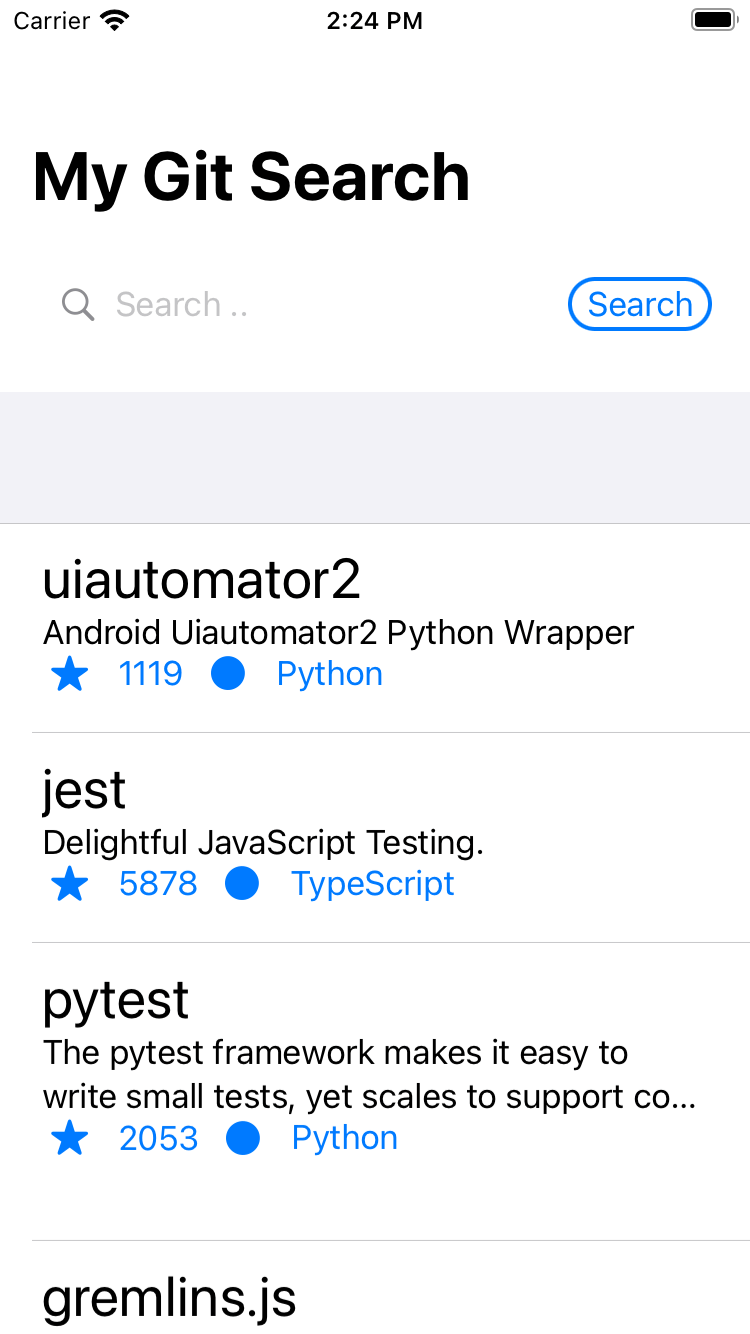 Carrier 2:24 PM
My Git Search
Search .. Search
uiautomator2
Android Uiautomator2 Python Wrapper
1119 Python
jest
Delightful JavaScript Testing.
5878 TypeScript
pytest
The pytest framework makes it easy to
write small tests, yet scales to support co...
2053 Python
gremlins.js